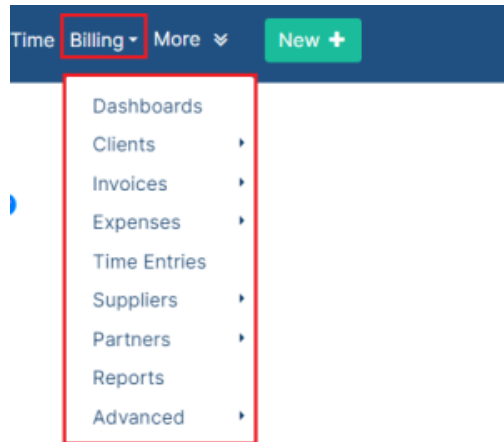 Time Billing More New +
Dashboards
Clients
Invoices
Expenses
Time Entries
Suppliers
Partners
Reports
Advanced